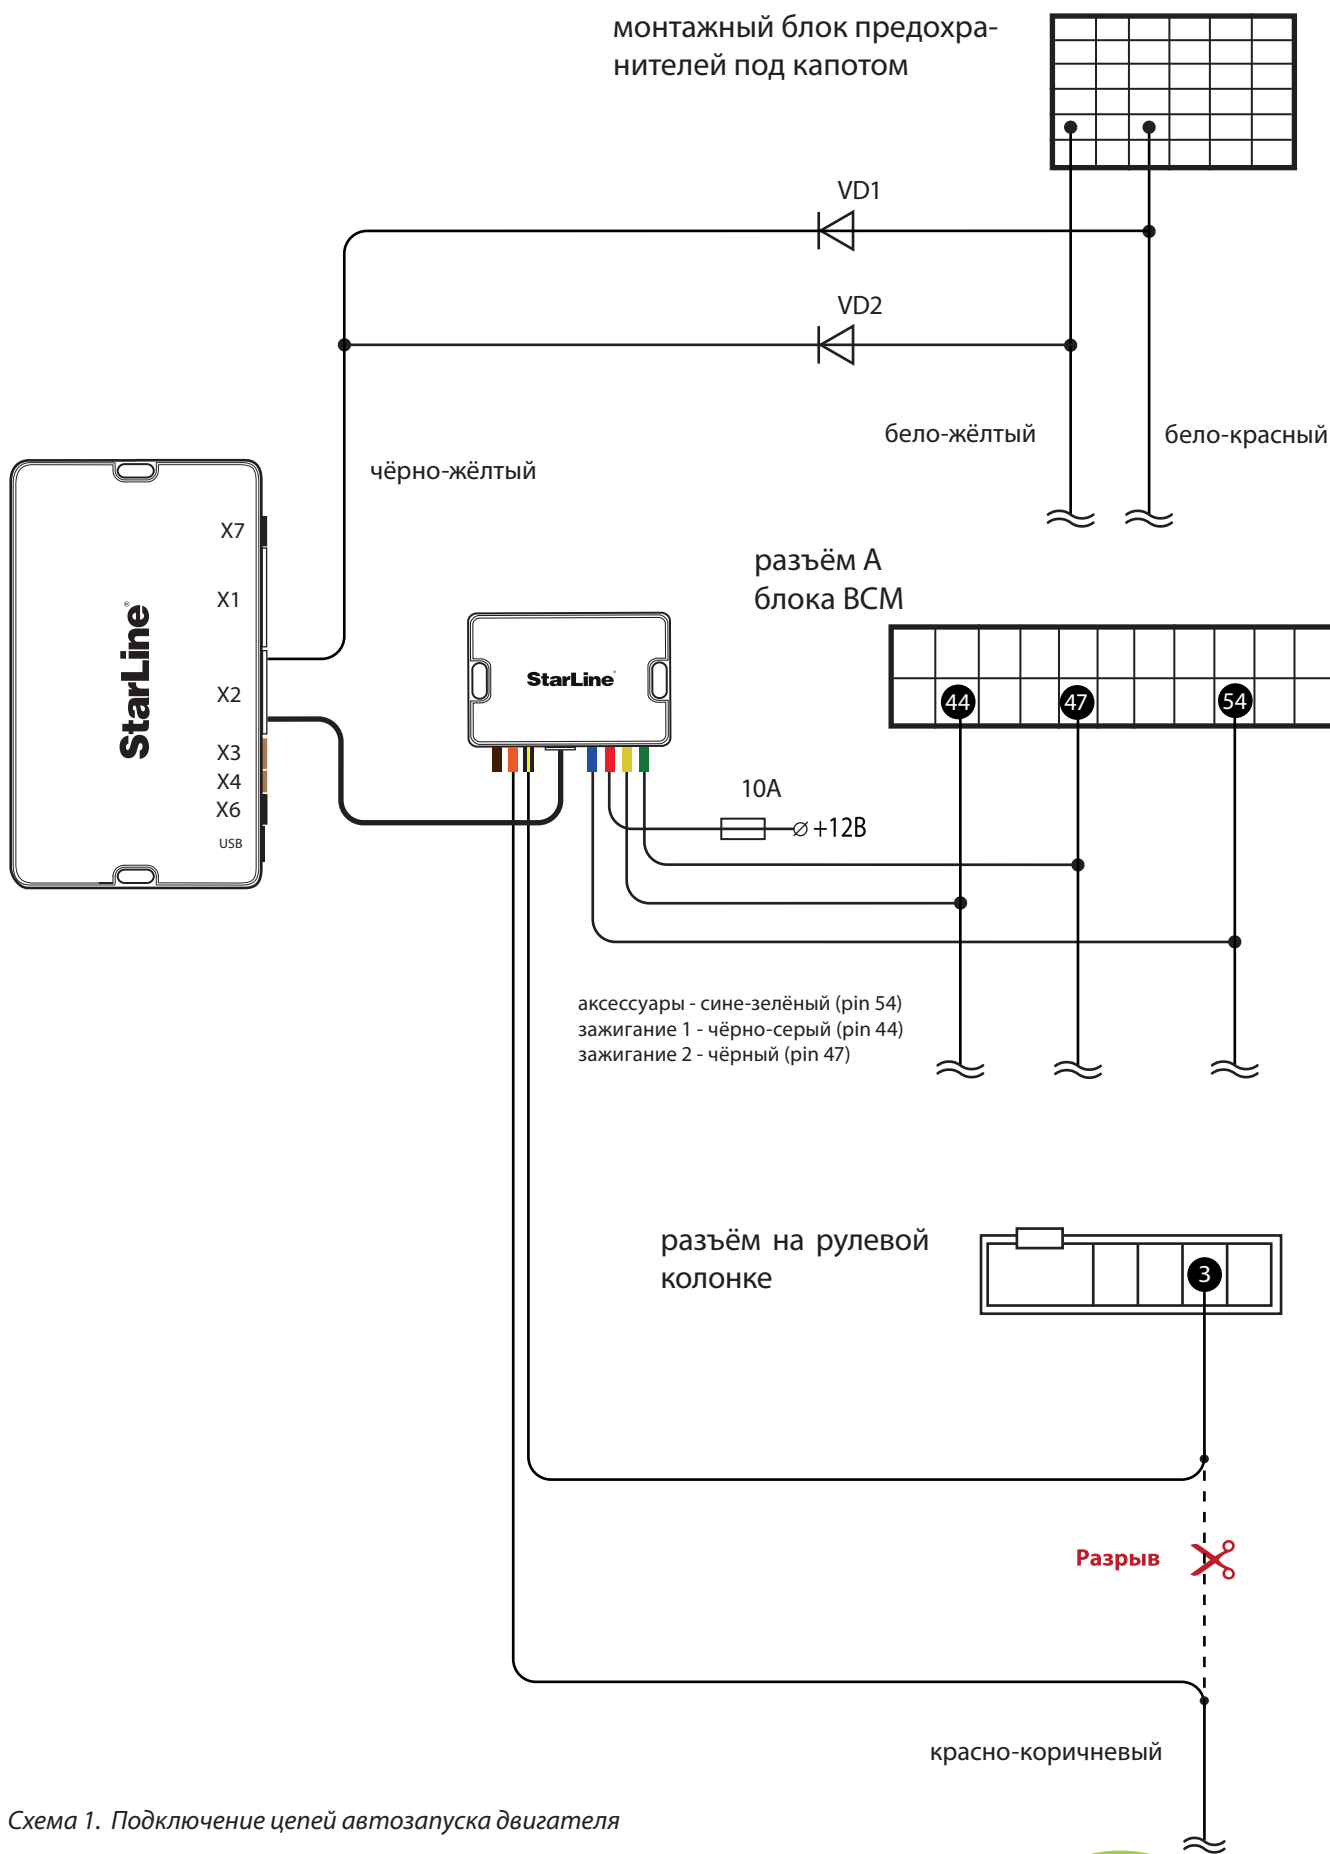 монтажный блок предохра-
нителей под капотом
VD1
VD2
бело-жёлтый
бело-красный
чёрно-жёлтый
X7
X1
X2
X3
X4
X6
USB
StarLine®
разъём А
блока BCM
StarLine
44
47
54
10А
+12В
аксессуары - сине-зелёный (pin 54)
зажигание 1 - чёрно-серый (pin 44)
зажигание 2 - чёрный (pin 47)
разъём на рулевой
колонке
3
Разрыв
красно-коричневый
Схема 1. Подключение цепей автозапуска двигателя